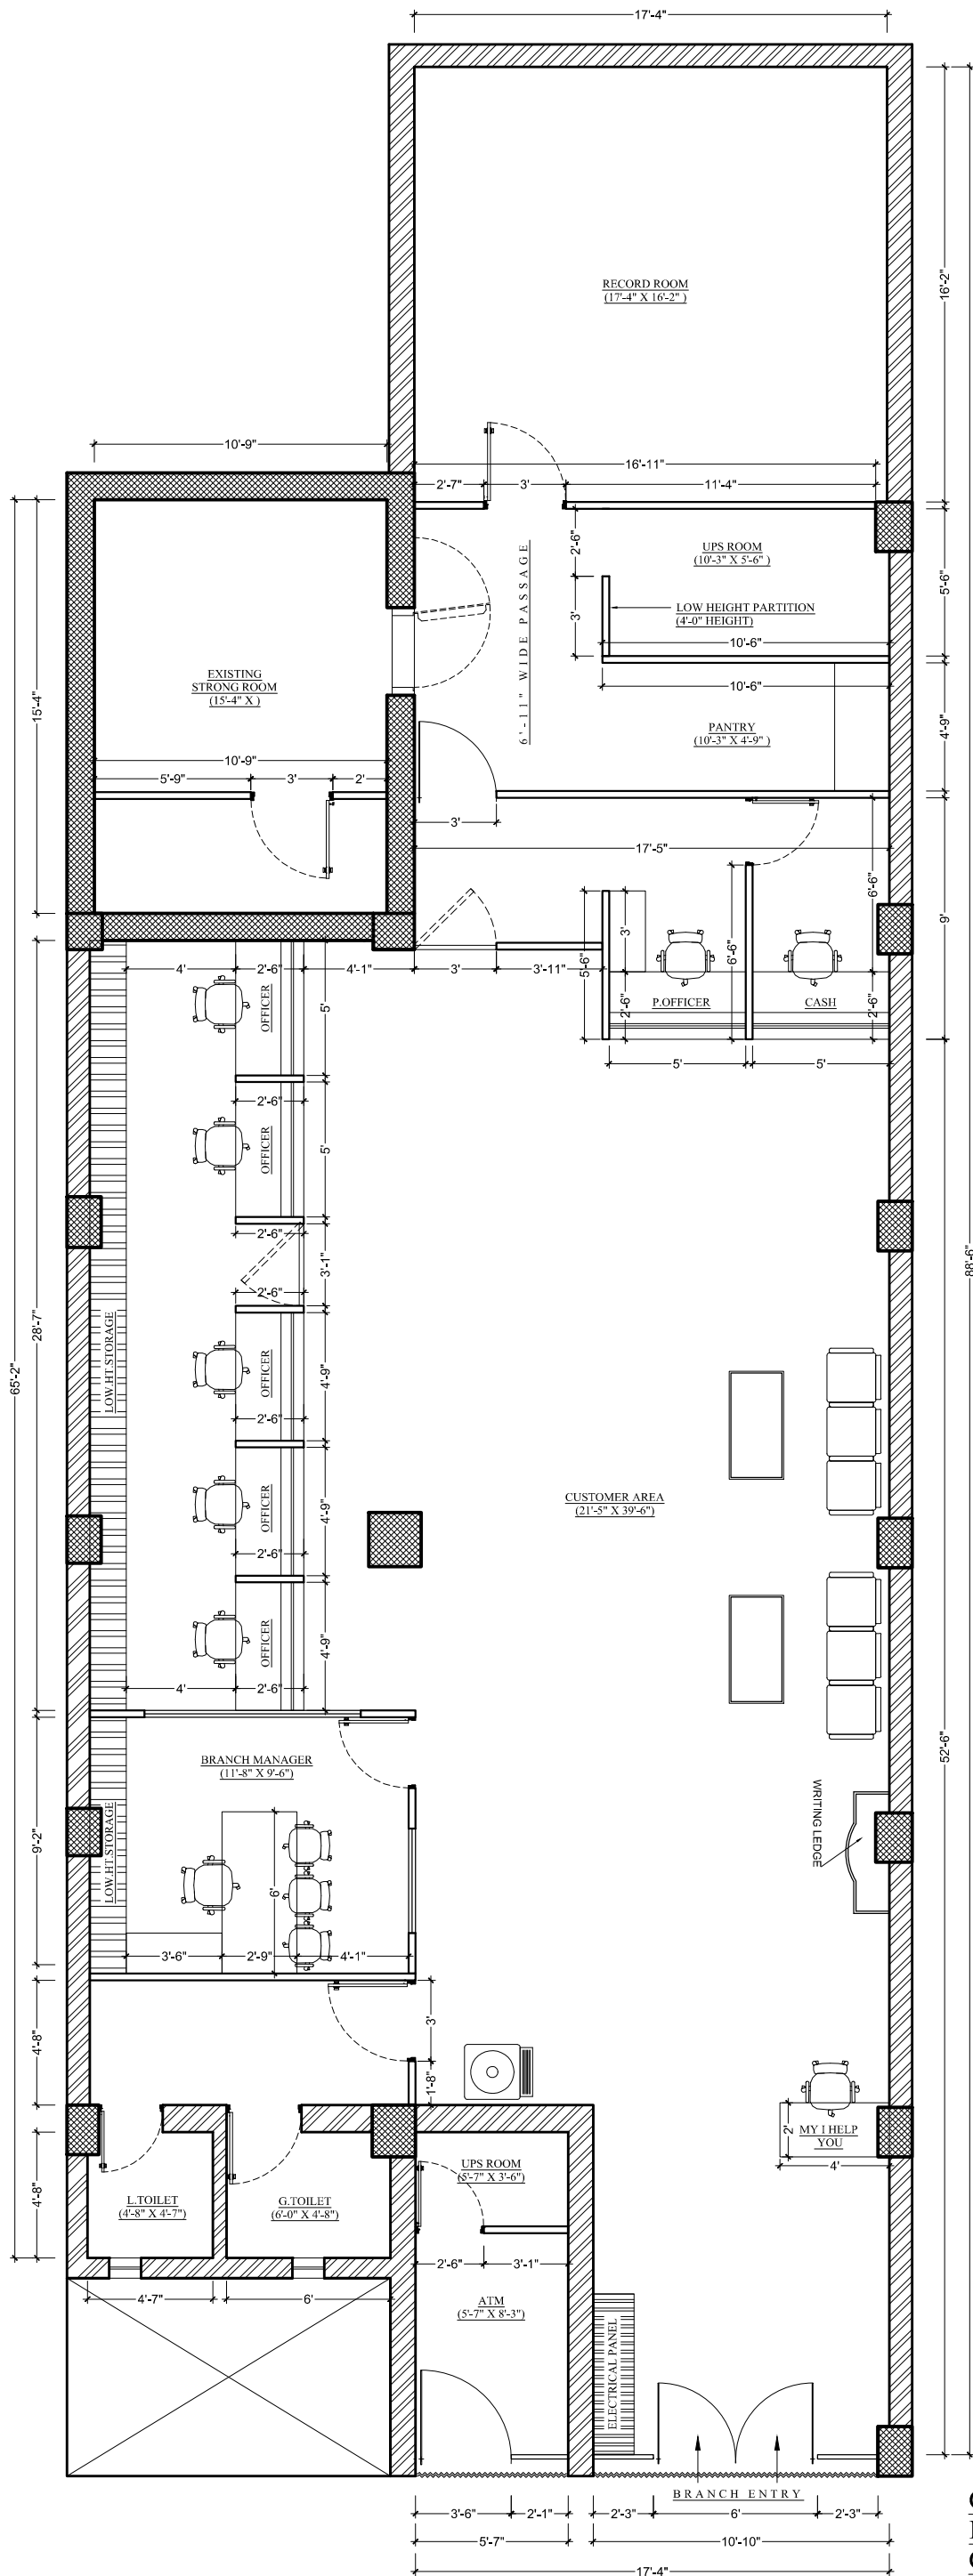 17'-4"
RECORD ROOM
(17'-4" X 16'-2" )
16'-2"
10'-9"
16'-11"
2'-7"
3'
11'-4"
UPS ROOM
(10'-3" X 5'-6" )
2'-6"
5'-6"
6'-11" WIDE PASSAGE
LOW HEIGHT PARTITION
(4'-0" HEIGHT)
3'
10'-6"
EXISTING
STRONG ROOM
(15'-4" X )
15'-4"
10'-6"
PANTRY
(10'-3" X 4'-9" )
4'-9"
10'-9"
5'-9"
3'
2'
3'
17'-5"
6'-6"
9'
6'-6"
3'
5'-6"
2'-6"
P.OFFICER
CASH
2'-6"
4'
2'-6"
4'-1"
3'
3'-11"
5'
5'
OFFICER
5'
2'-6"
OFFICER
5'
2'-6"
3'-1"
2'-6"
88'-6"
28'-7"
65'-2"
LOW.HT.STORAGE
OFFICER
4'-9"
2'-6"
OFFICER
4'-9"
2'-6"
CUSTOMER AREA
(21'-5" X 39'-6")
OFFICER
4'-9"
4'
2'-6"
52'-6"
BRANCH MANAGER
(11'-8" X 9'-6")
9'-2"
LOW.HT.STORAGE
6'
WRITING LEDGE
3'-6"
2'-9"
4'-1"
4'-8"
3'
1'-8"
MY I HELP
YOU
2'
4'
4'-8"
L.TOILET
(4'-8" X 4'-7")
G.TOILET
(6'-0" X 4'-8")
UPS ROOM
(5'-7" X 3'-6")
2'-6"
3'-1"
4'-7"
6'
ATM
(5'-7" X 8'-3")
ELECTRICAL PANEL
BRANCH ENTRY
3'-6"
2'-1"
2'-3"
6'
2'-3"
5'-7"
10'-10"
17'-4"